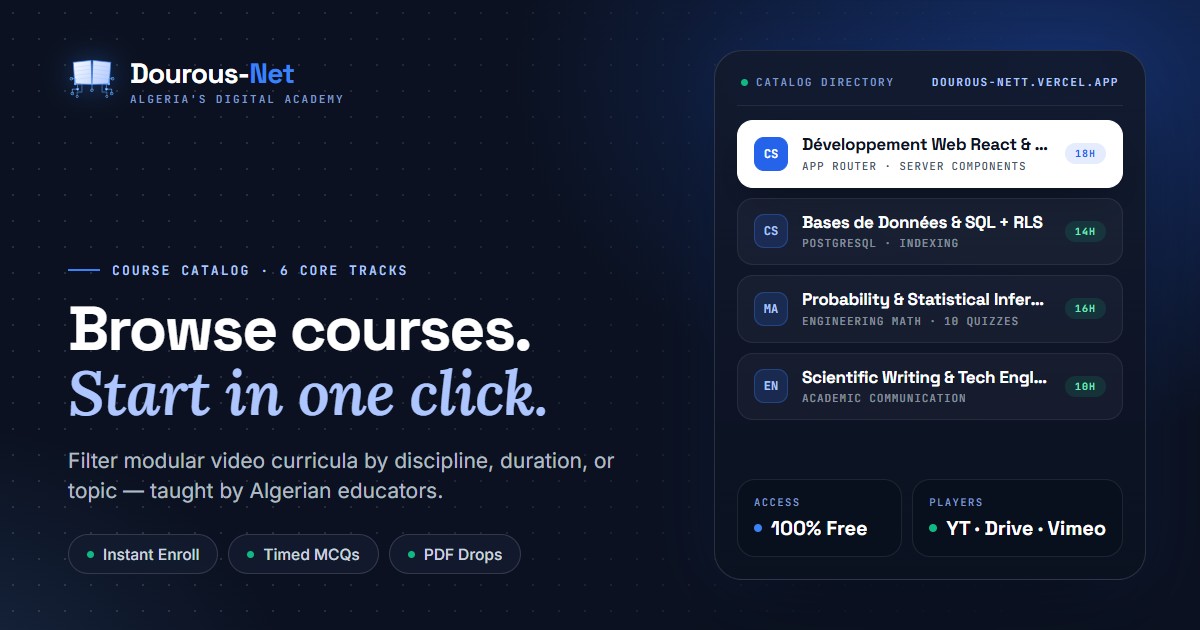 Dourous-Net
ALGERIA'S DIGITAL ACADEMY
COURSE CATALOG · 6 CORE TRACKS
Browse courses.
Start in one click.
Filter modular video curricula by discipline, duration, or
topic — taught by Algerian educators.
Instant Enroll
Timed MCQs
PDF Drops
CATALOG DIRECTORY
DOUROUS-NETT.VERCEL.APP
CS
Développement Web React & ...
APP ROUTER · SERVER COMPONENTS
18H
CS
Bases de Données & SQL + RLS
POSTGRESQL · INDEXING
14H
MA
Probability & Statistical Infer...
ENGINEERING MATH · 10 QUIZZES
16H
EN
Scientific Writing & Tech Engl...
ACADEMIC COMMUNICATION
10H
ACCESS
100% Free
PLAYERS
YT · Drive · Vimeo